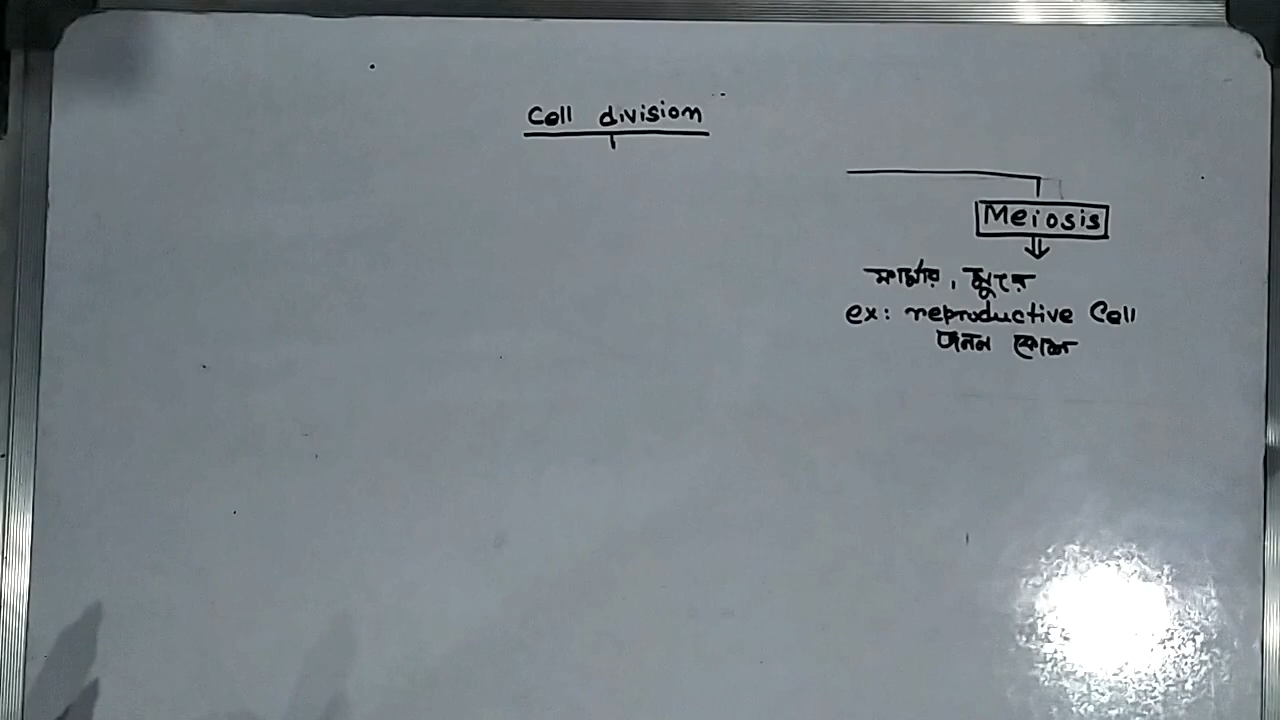 Cell division
Meiosis
ex: reproductive Cell
জনন কোষ